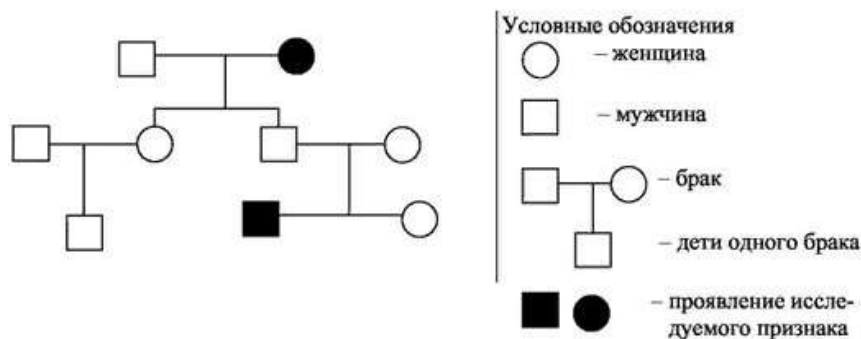 Условные обозначения
– женщина
– мужчина
– брак
– дети одного брака
– проявление иссле-
дуемого признака